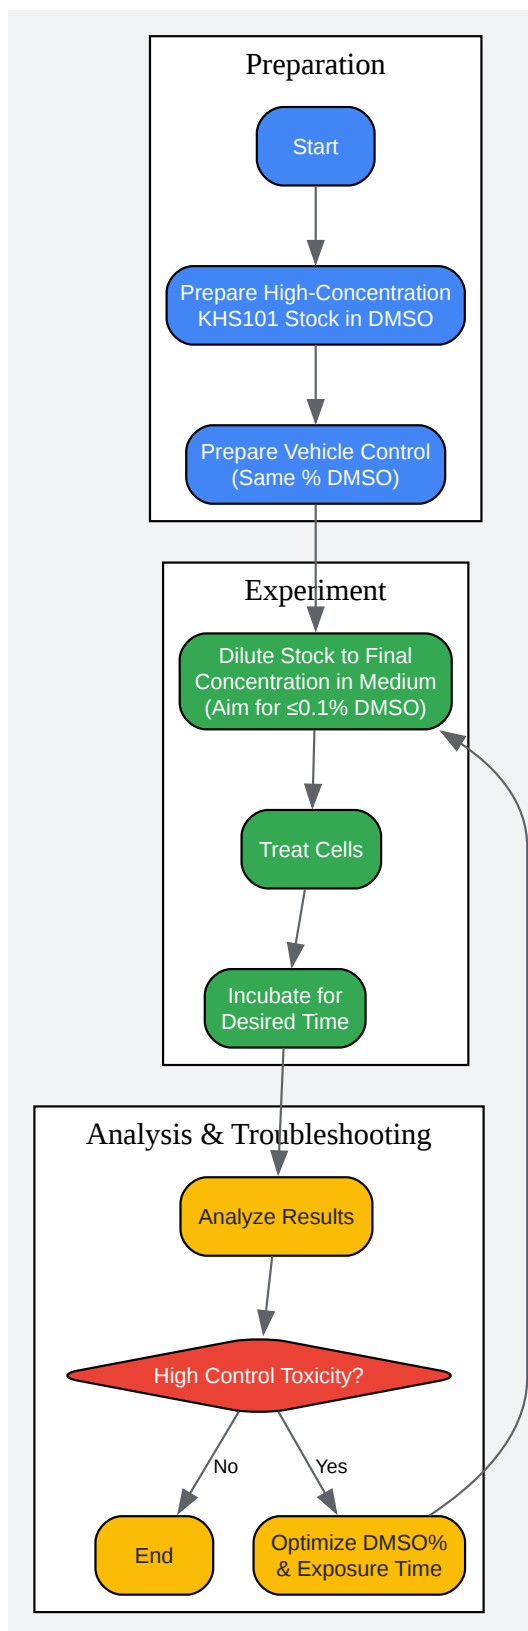 Preparation
Start
Prepare High-Concentration
KHS101 Stock in DMSO
Prepare Vehicle Control
(Same % DMSO)
Experiment
Dilute Stock to Final
Concentration in Medium
(Aim for ≤0.1% DMSO)
Treat Cells
Incubate for
Desired Time
Analysis & Troubleshooting
Analyze Results
High Control Toxicity?
No
Yes
End
Optimize DMSO%
& Exposure Time